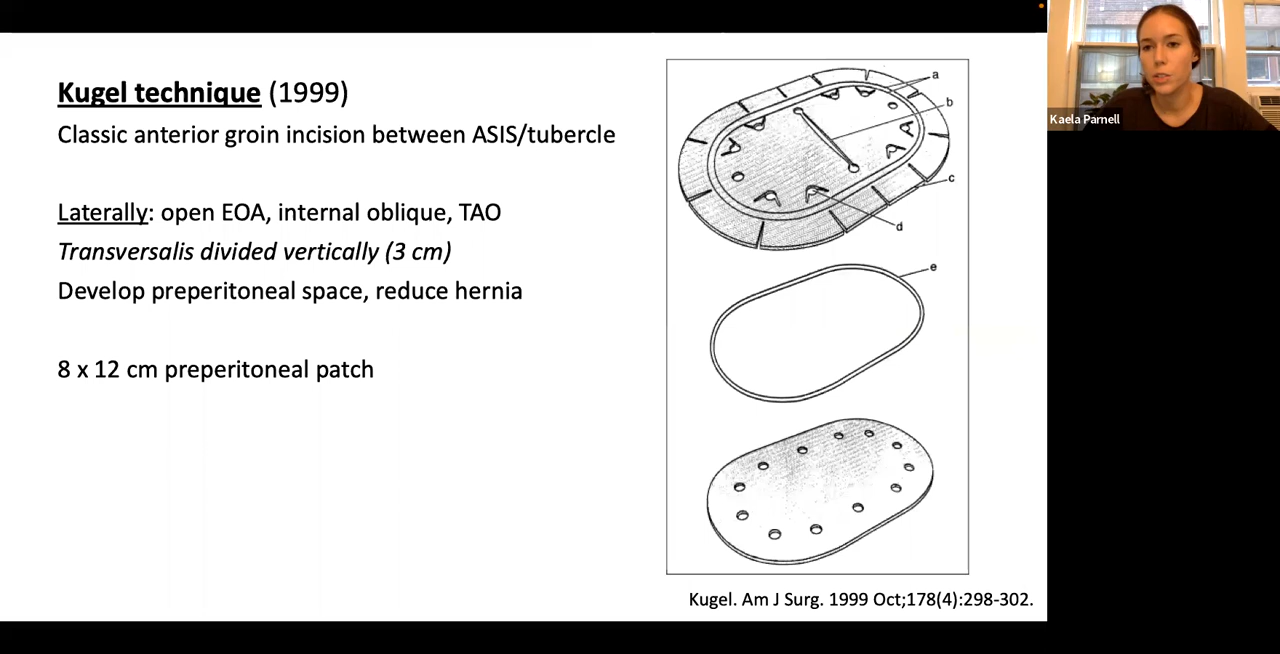 Kugel technique (1999)
Classic anterior groin incision between ASIS/tubercle
Laterally: open EOA, internal oblique, TAO
Transversalis divided vertically (3 cm)
Develop preperitoneal space, reduce hernia
8 x 12 cm preperitoneal patch
a
b
c
d
e
Kugel. Am J Surg. 1999 Oct;178(4):298-302.
Kaela Parnell